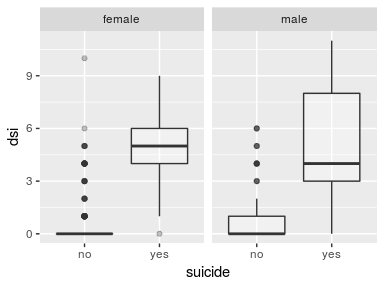 female male
dsi
9
6
3
0
no yes no yes
suicide